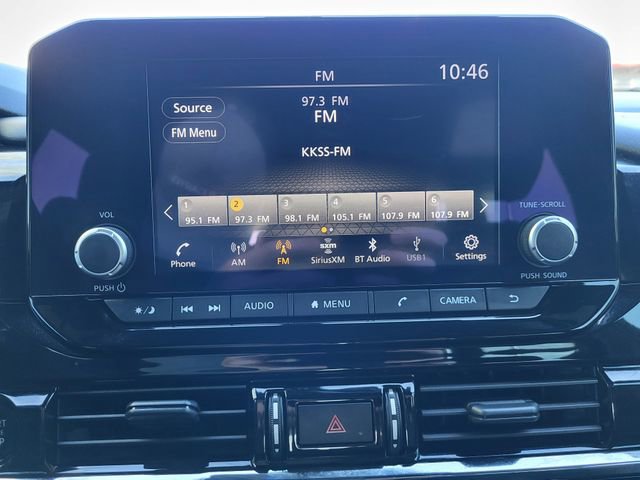 FM
10:46
Source
97.3 FM
FM
FM Menu
KKSS-FM
1 2 3 4 5 6
95.1 FM 97.3 FM 98.1 FM 105.1 FM 107.9 FM 107.9 FM
VOL
TUNE·SCROLL
Phone
AM
FM
sxm
SiriusXM
BT Audio
USB1
Settings
PUSH
PUSH SOUND
AUDIO
MENU
CAMERA